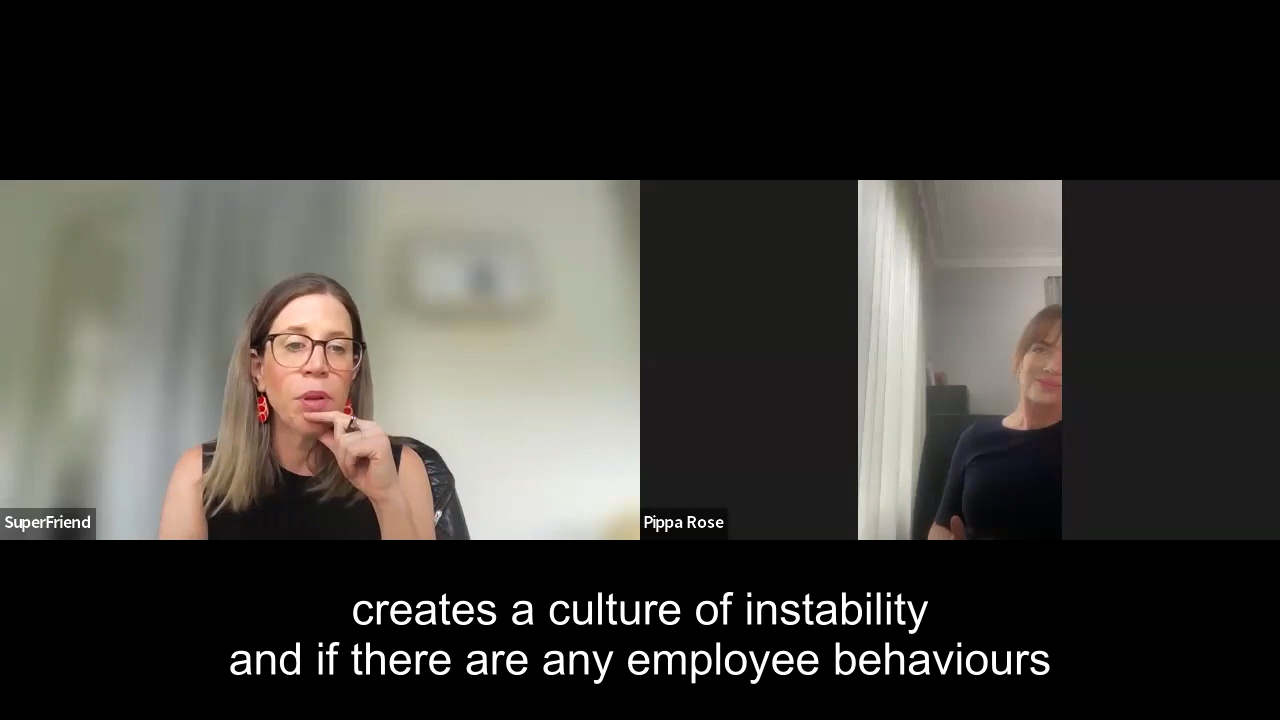 SuperFriend
Pippa Rose
creates a culture of instability
and if there are any employee behaviours